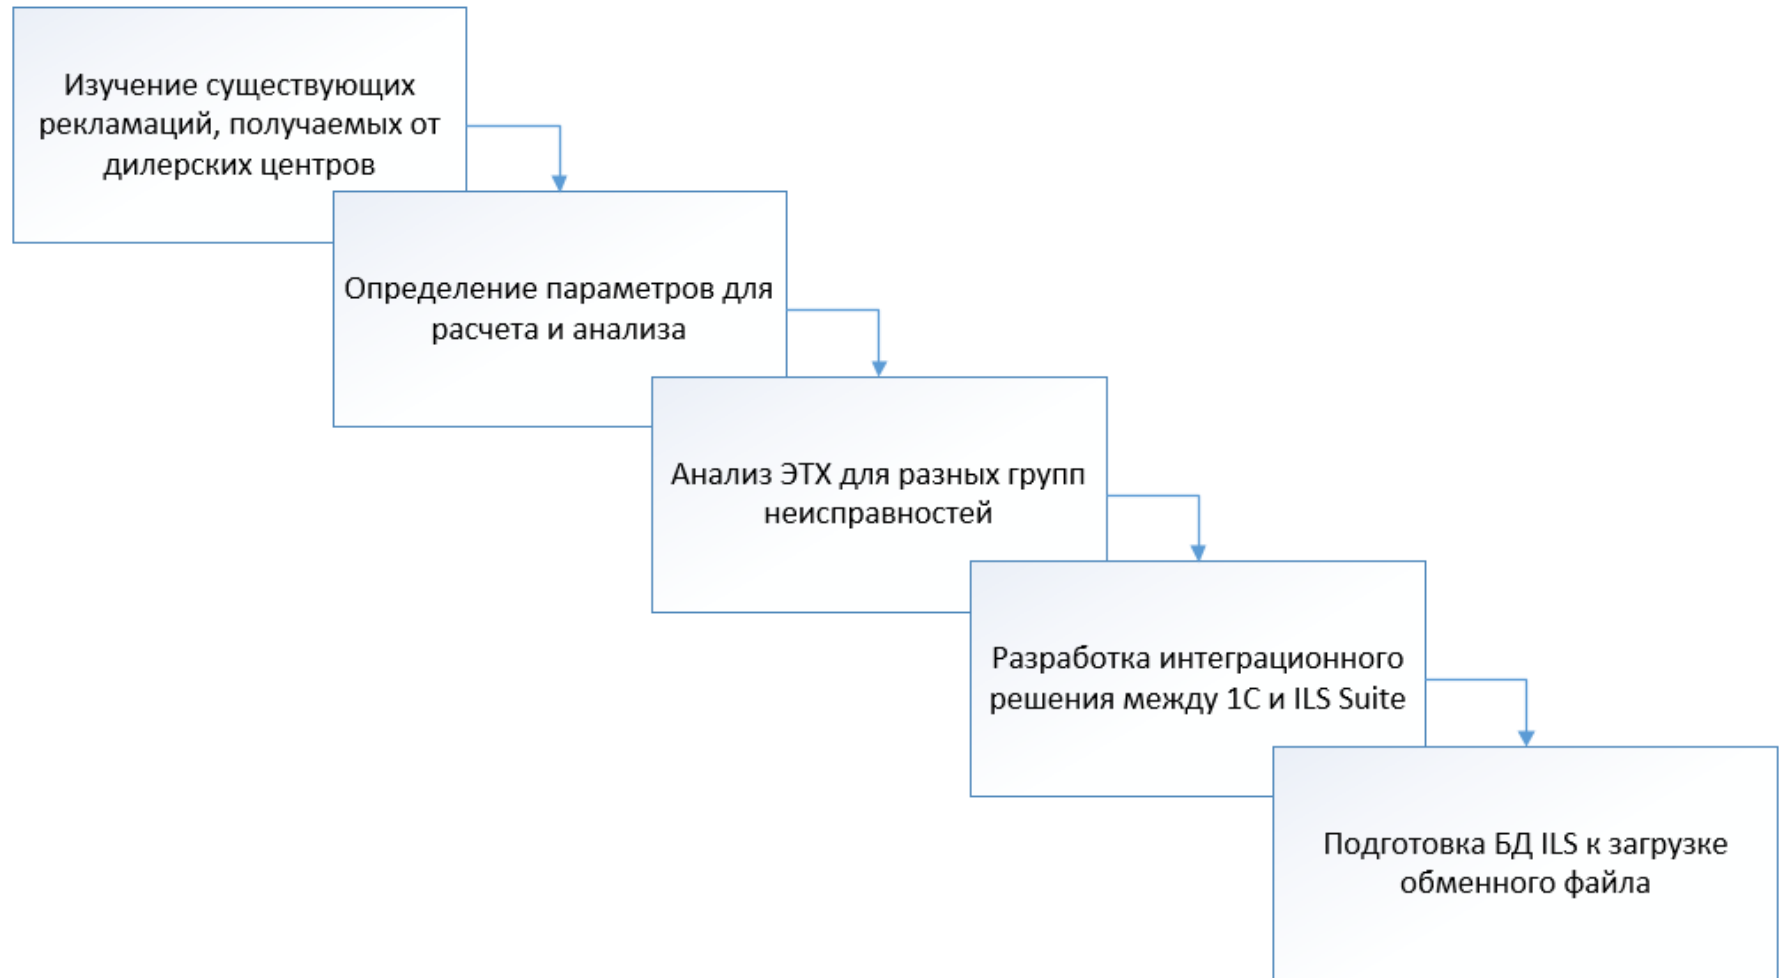 Изучение существующих
рекламаций, получаемых от
дилерских центров
Определение параметров для
расчета и анализа
Анализ ЭТХ для разных групп
неисправностей
Разработка интеграционного
решения между 1С и ILS Suite
Подготовка БД ILS к загрузке
обменного файла